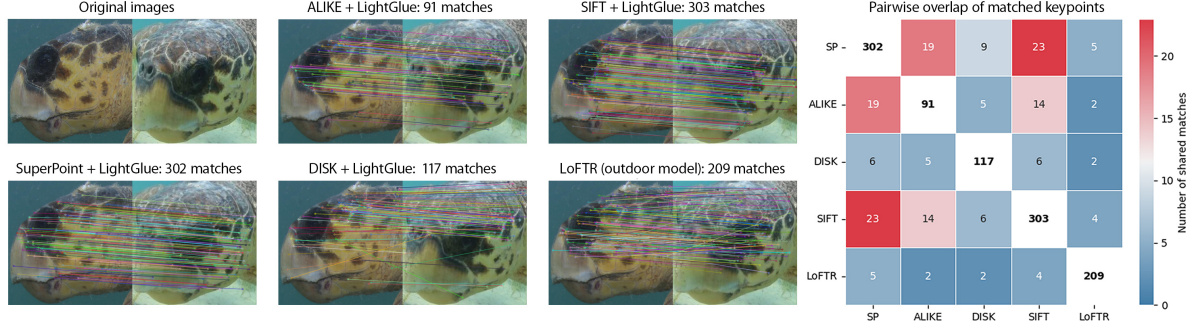 Original images
ALIKE + LightGlue: 91 matches
SIFT + LightGlue: 303 matches
SuperPoint + LightGlue: 302 matches
DISK + LightGlue: 117 matches
LoFTR (outdoor model): 209 matches
Pairwise overlap of matched keypoints
SP 302 19 9 23 5
ALIKE 19 91 5 14 2
DISK 6 5 117 6 2
SIFT 23 14 6 303 4
LoFTR 5 2 2 4 209
SP ALIKE DISK SIFT LoFTR
20
15
10
5
0
Number of shared matches